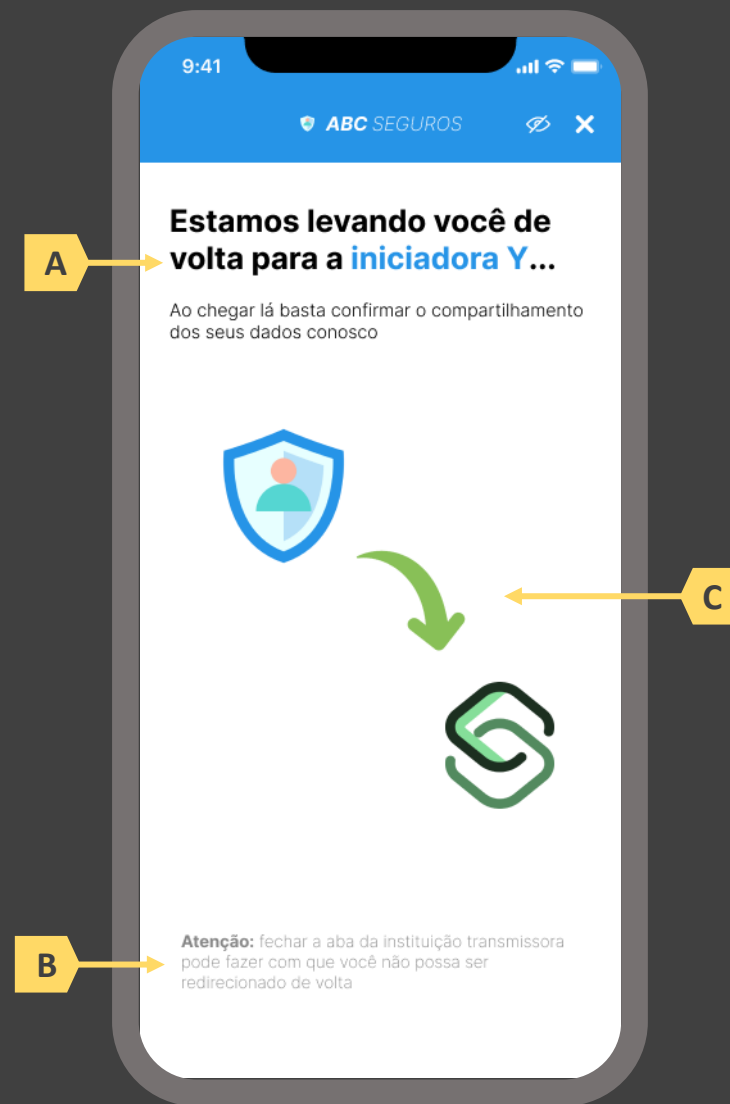 9:41
ABC SEGUROS
Estamos levando você de
volta para a iniciadora Y...
A
Ao chegar lá basta confirmar o compartilhamento
dos seus dados conosco
C
Atenção: fechar a aba da instituição transmissora
pode fazer com que você não possa ser
redirecionado de volta
B